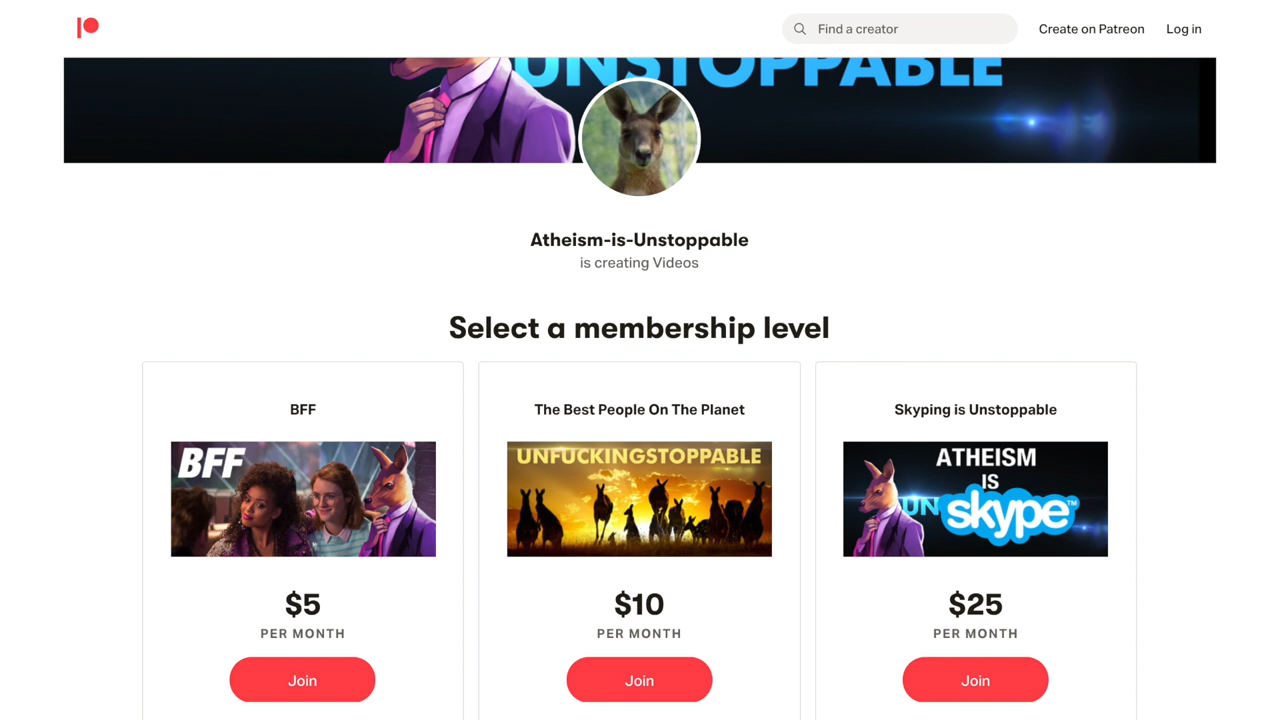 Find a creator
Create on Patreon
Log in
UNSTOPPABLE
Atheism-is-Unstoppable
is creating Videos
Select a membership level
BFF
The Best People On The Planet
Skyping is Unstoppable
BFF
UNFUCKINGSTOPPABLE
ATHEISM
IS
UN skype™
$5
$10
$25
PER MONTH
PER MONTH
PER MONTH
Join
Join
Join